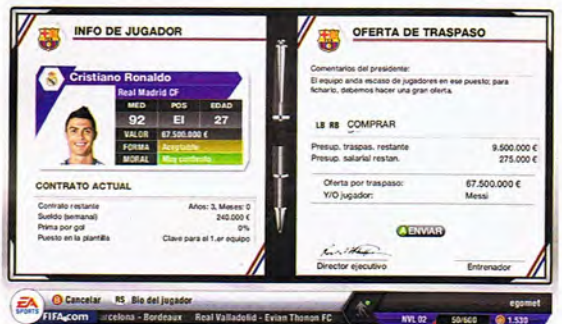 INFO DE JUGADOR
Cristiano Ronaldo
Real Madrid CF
MED POS EDAD
92 EI 27
VALOR 67.500.000 €
FORMA Aceptable
MORAL Muy contento
CONTRATO ACTUAL
Contrato restante Años: 3, Meses: 0
Sueldo (semanal) 240.000 €
Prima por gol 0%
Puesto en la plantilla Clave para el 1.er equipo
OFERTA DE TRASPASO
Comentarios del presidente:
El equipo anda escaso de jugadores en ese puesto; para
ficharlo, debemos hacer una gran oferta.
LB RB COMPRAR
Presup. traspas. restante 9.500.000 €
Presup. salarial restan. 275.000 €
Oferta por traspaso: 67.500.000 €
Y/O jugador: Messi
A ENVIAR
Director ejecutivo Entrenador
EA SPORTS
B Cancelar RS Bio del jugador egomet
FIFA.com arcelona - Bordeaux Real Valladolid - Evian Thonon FC NVL 02 50/600 1.530